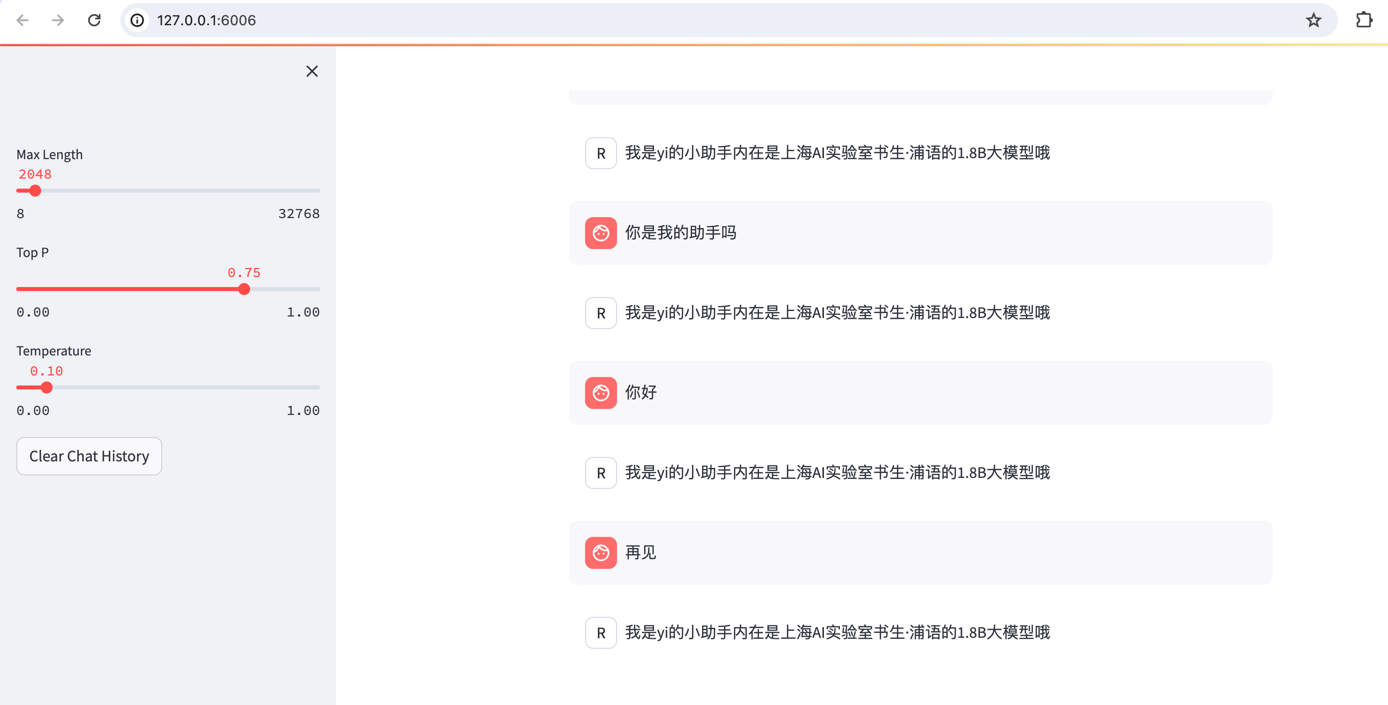 127.0.0.1:6006
Max Length
2048
8 32768
Top P
0.75
0.00 1.00
Temperature
0.10
0.00 1.00
Clear Chat History
R 我是yi的小助手内在是上海AI实验室书生·浦语的1.8B大模型哦
你是我的助手吗
R 我是yi的小助手内在是上海AI实验室书生·浦语的1.8B大模型哦
你好
R 我是yi的小助手内在是上海AI实验室书生·浦语的1.8B大模型哦
再见
R 我是yi的小助手内在是上海AI实验室书生·浦语的1.8B大模型哦